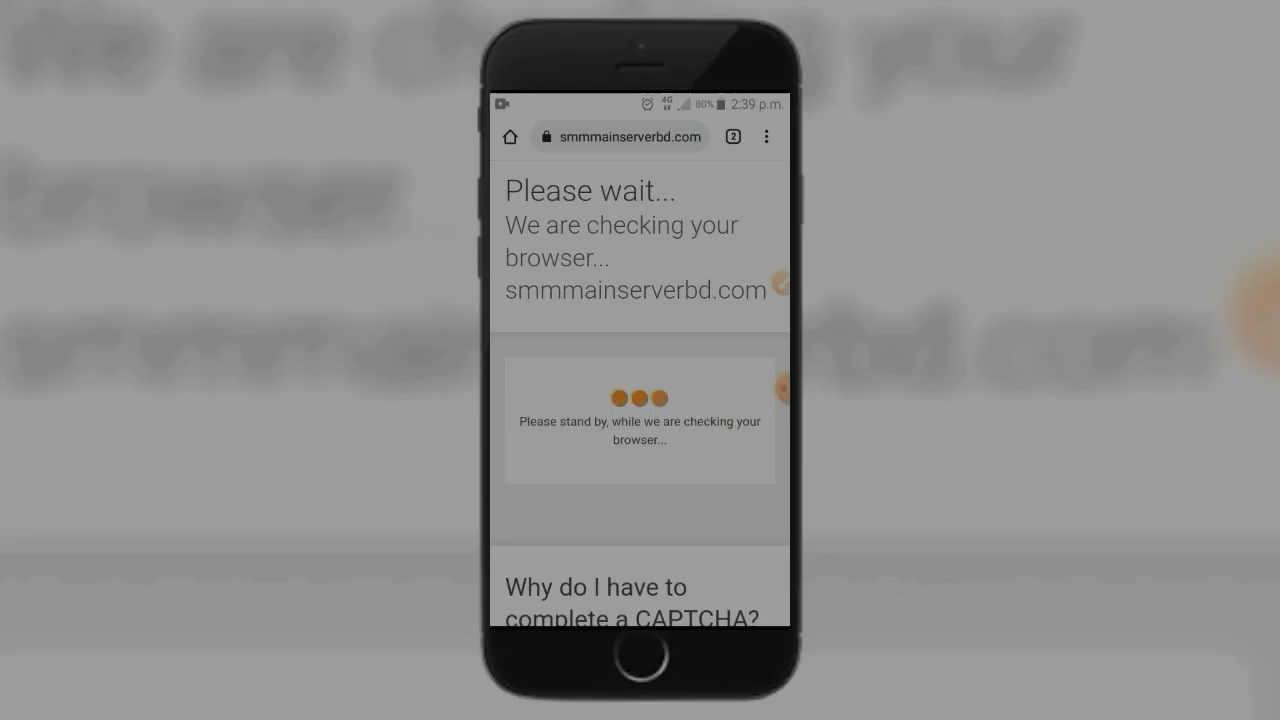 4G 80% 2:39 p.m.
smmmainserverbd.com 2
Please wait...
We are checking your
browser...
smmmainserverbd.com
Please stand by, while we are checking your
browser...
Why do I have to
complete a CAPTCHA?